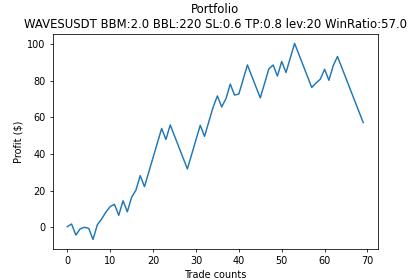 Portfolio
WAVESUSDT BBM:2.0 BBL:220 SL:0.6 TP:0.8 lev:20 WinRatio:57.0
100
80
60
40
20
0
Profit ($)
0 10 20 30 40 50 60 70
Trade counts